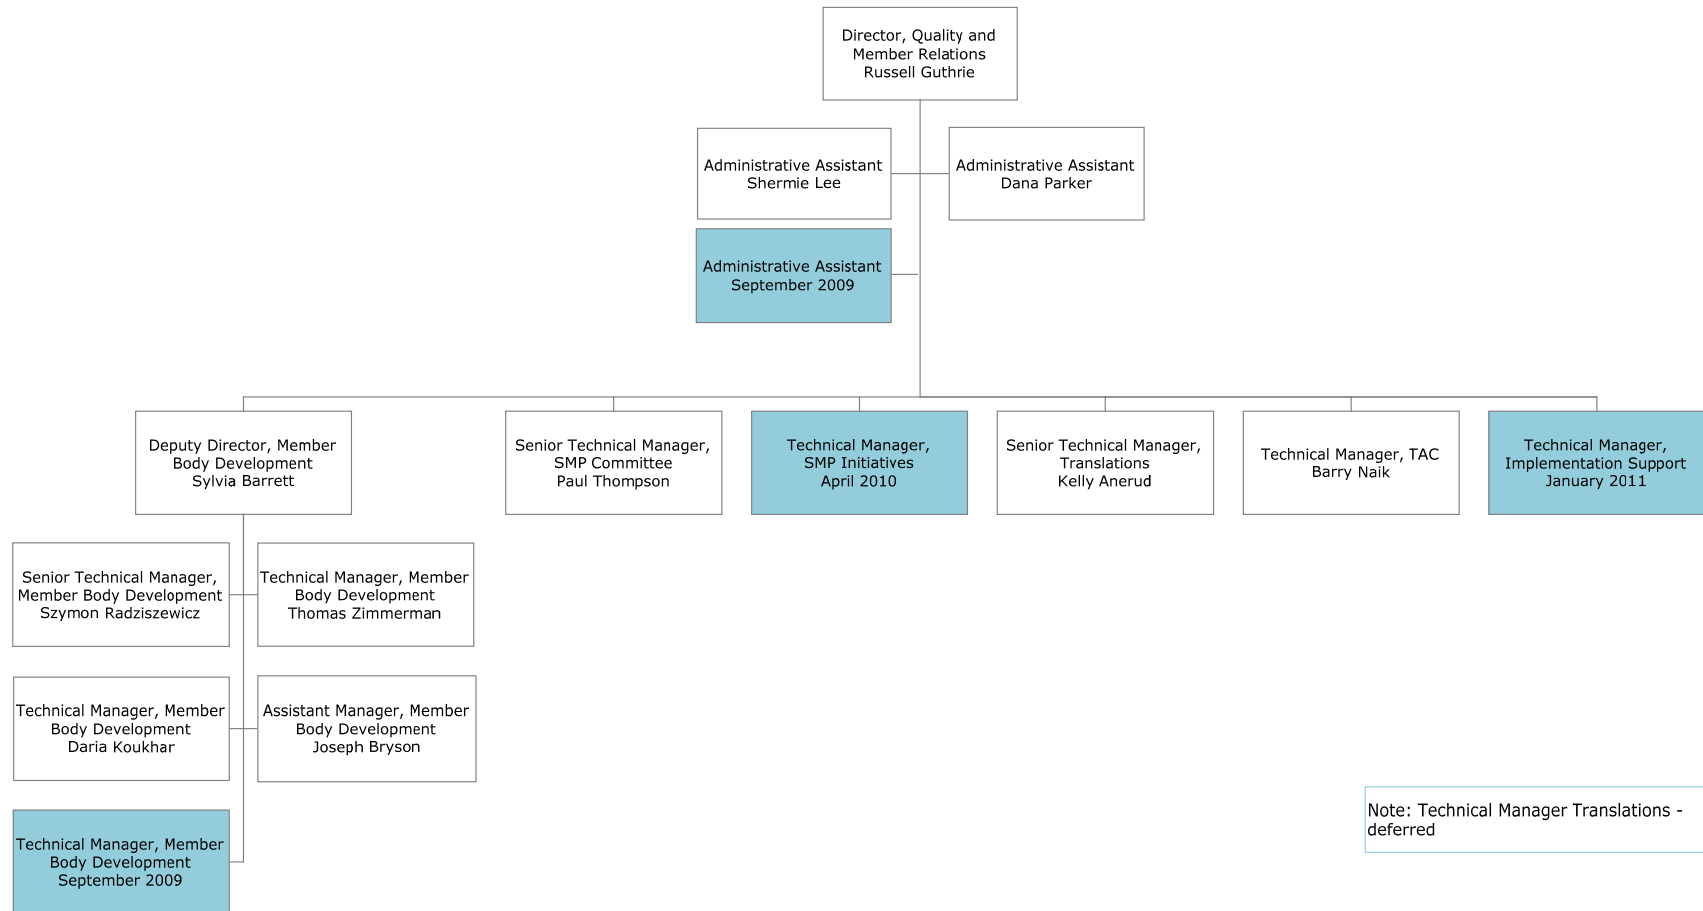 Director, Quality and
Member Relations
Russell Guthrie
Administrative Assistant
Shermie Lee
Administrative Assistant
Dana Parker
Administrative Assistant
September 2009
Deputy Director, Member
Body Development
Sylvia Barrett
Senior Technical Manager,
SMP Committee
Paul Thompson
Technical Manager,
SMP Initiatives
April 2010
Senior Technical Manager,
Translations
Kelly Anerud
Technical Manager, TAC
Barry Naik
Technical Manager,
Implementation Support
January 2011
Senior Technical Manager,
Member Body Development
Szymon Radziszewicz
Technical Manager, Member
Body Development
Thomas Zimmerman
Technical Manager, Member
Body Development
Daria Koukhar
Assistant Manager, Member
Body Development
Joseph Bryson
Technical Manager, Member
Body Development
September 2009
Note: Technical Manager Translations -
deferred